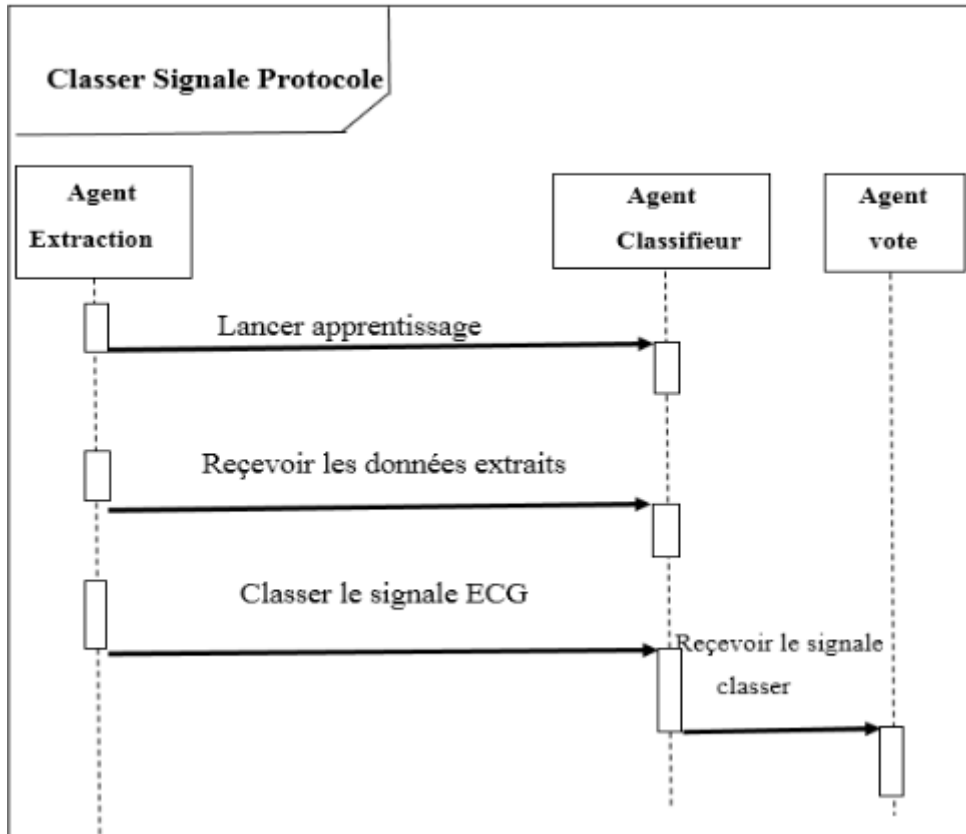 Classer Signale Protocole
Agent
Extraction
Agent
Classifieur
Agent
vote
Lancer apprentissage
Reçevoir les données extraits
Classer le signale ECG
Reçevoir le signale
classer